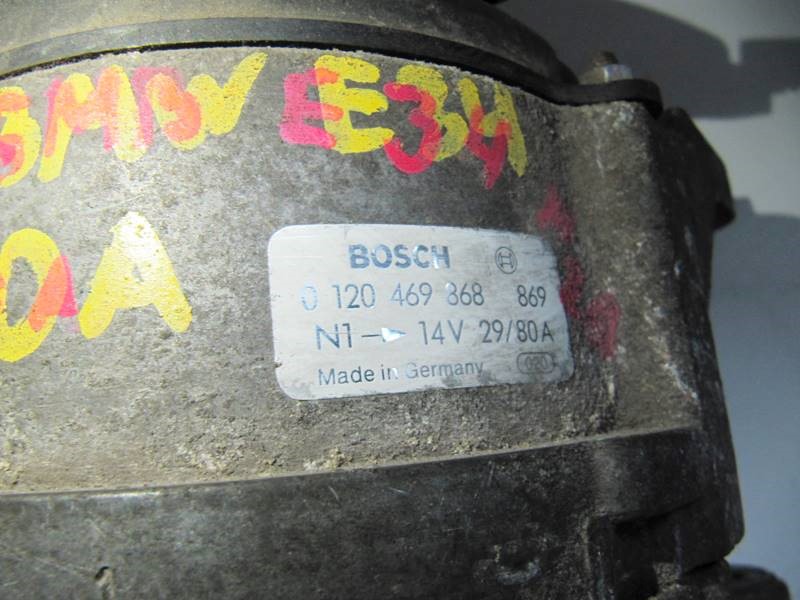 BMW E34
0A
BOSCH
0 120 469 868 869
N1 14V 29/80A
Made in Germany